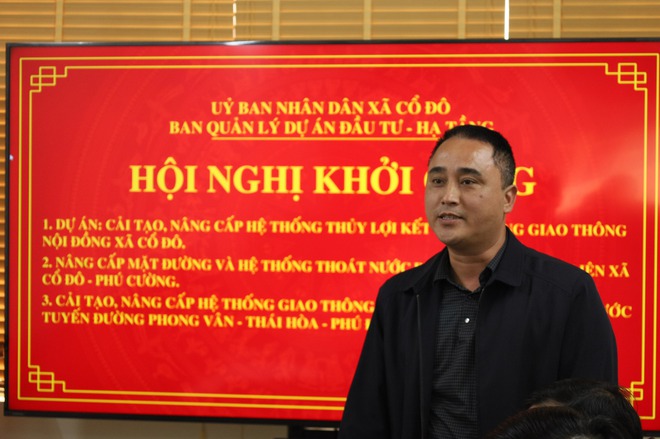 UỶ BAN NHÂN DÂN XÃ CỔ ĐÔ
BAN QUẢN LÝ DỰ ÁN ĐẦU TƯ - HẠ TẦNG
HỘI NGHỊ KHỞI G
1. DỰ ÁN: CẢI TẠO, NÂNG CẤP HỆ THỐNG THỦY LỢI KẾT NG GIAO THÔNG
NỘI ĐỒNG XÃ CỔ ĐÔ.
2. NÂNG CẤP MẶT ĐƯỜNG VÀ HỆ THỐNG THOÁT NƯỚC IỆN XÃ
CỔ ĐÔ - PHÚ CƯỜNG.
3. CẢI TẠO, NÂNG CẤP HỆ THỐNG GIAO THÔNG ƯỚC
TUYẾN ĐƯỜNG PHONG VÂN - THÁI HÒA - PHÚ